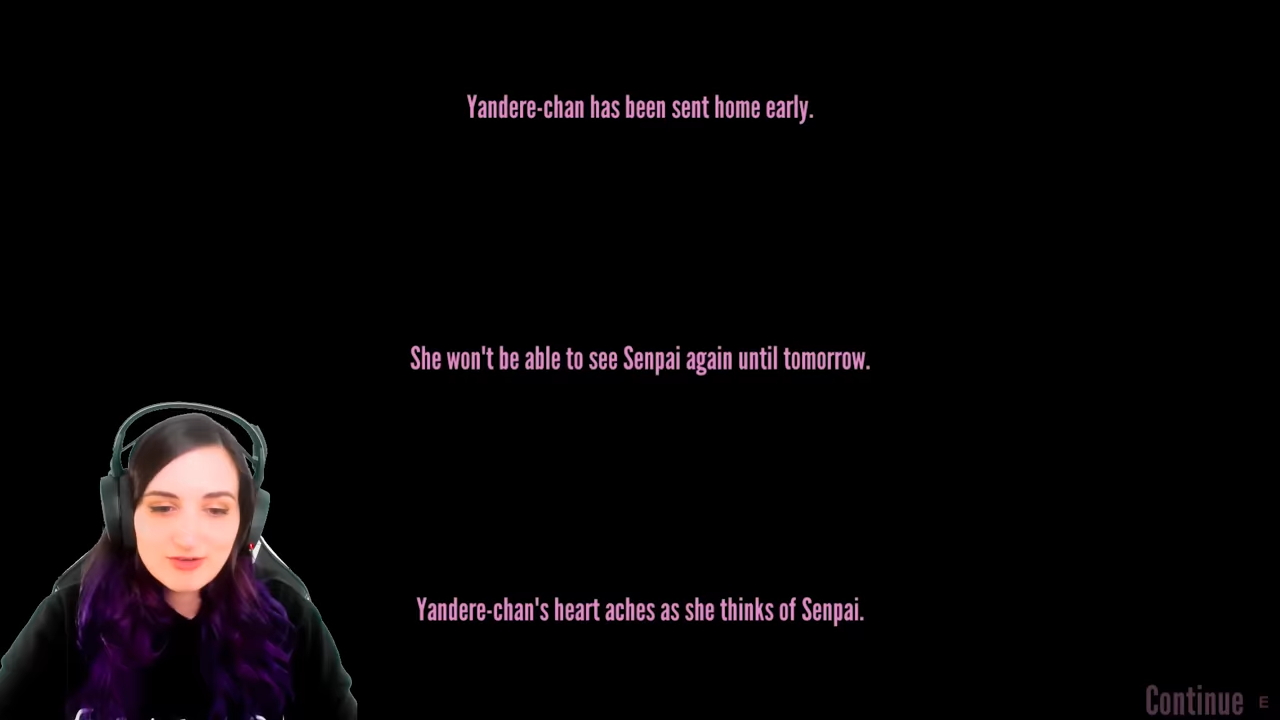 Yandere-chan has been sent home early.
She won't be able to see Senpai again until tomorrow.
Yandere-chan's heart aches as she thinks of Senpai.
Continue E